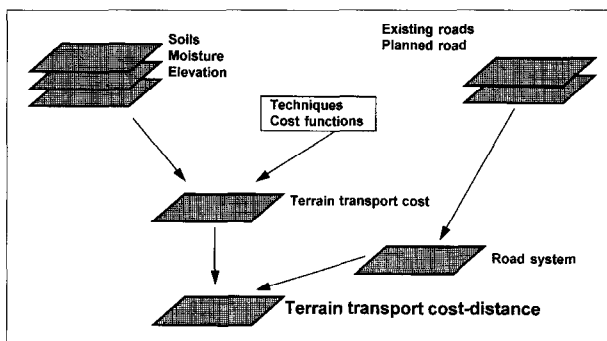 Soils
Moisture
Elevation
Existing roads
Planned road
Techniques
Cost functions
Terrain transport cost
Road system
Terrain transport cost-distance